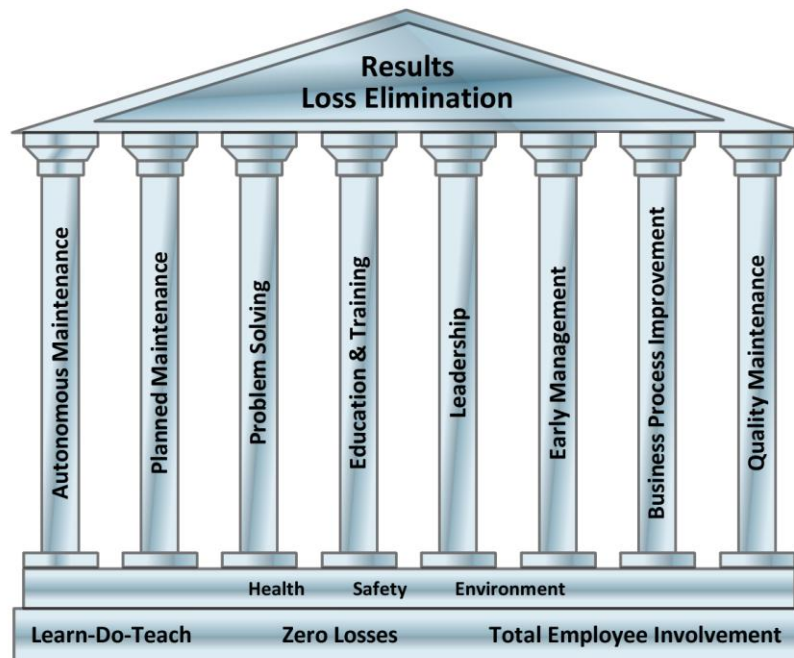 Results
Loss Elimination
Autonomous Maintenance
Planned Maintenance
Problem Solving
Education & Training
Leadership
Early Management
Business Process Improvement
Quality Maintenance
Health Safety Environment
Learn-Do-Teach Zero Losses Total Employee Involvement